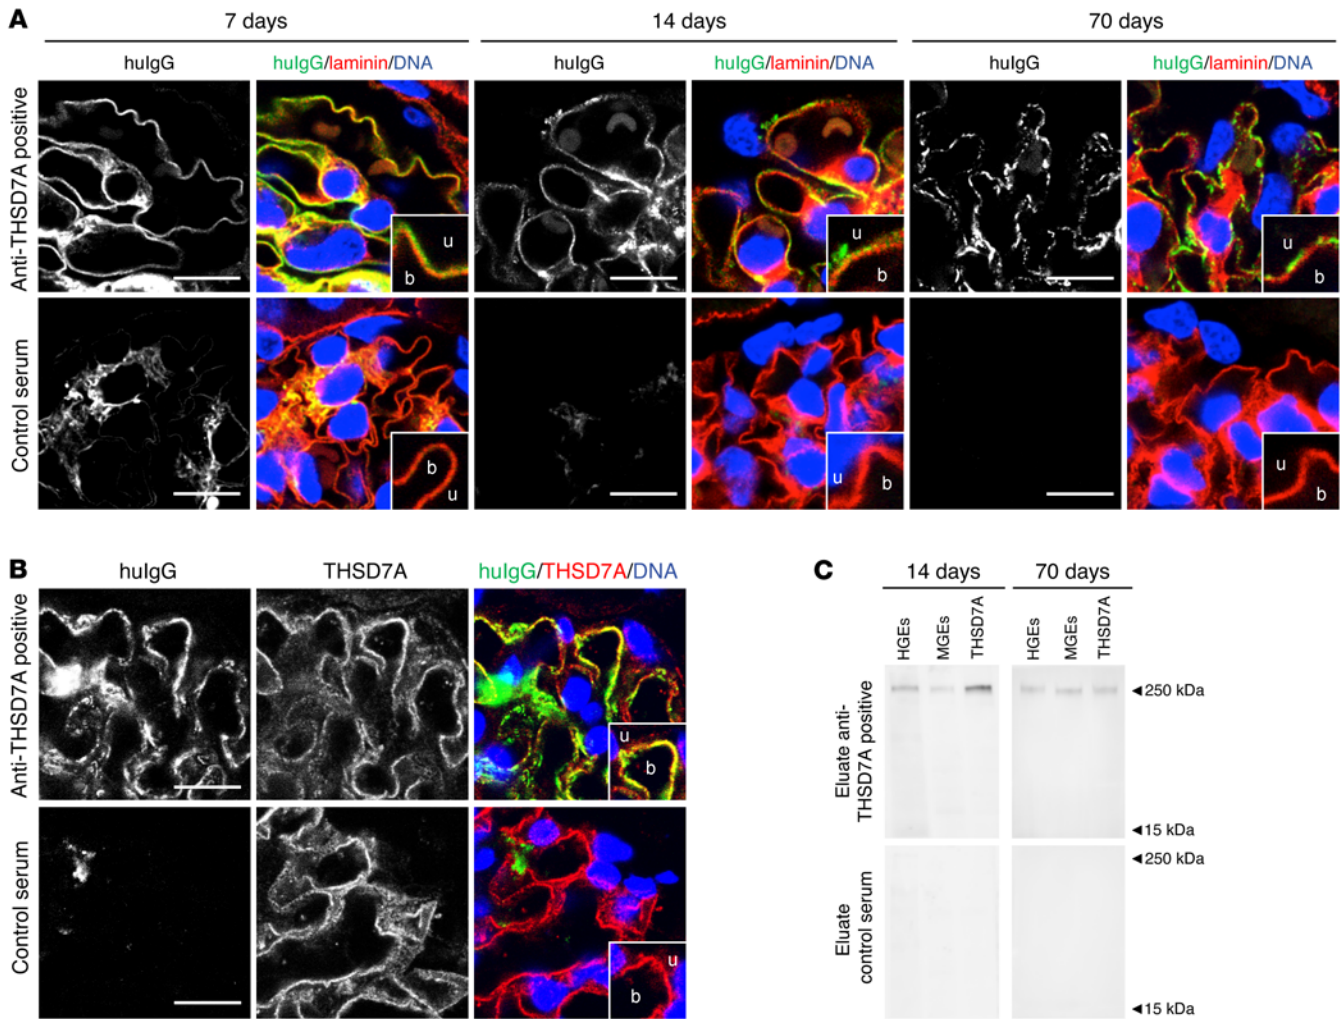 A
7 days
14 days
70 days
huIgG
huIgG/laminin/DNA
huIgG
huIgG/laminin/DNA
huIgG
huIgG/laminin/DNA
Anti-THSD7A positive
u
b
u
b
u
b
Control serum
b
u
u
b
u
b
B
huIgG
THSD7A
huIgG/THSD7A/DNA
Anti-THSD7A positive
u
b
Control serum
u
b
C
14 days
70 days
HGEs
MGEs
THSD7A
HGEs
MGEs
THSD7A
Eluate anti-
THSD7A positive
◄250 kDa
◄15 kDa
Eluate
control serum
◄250 kDa
◄15 kDa